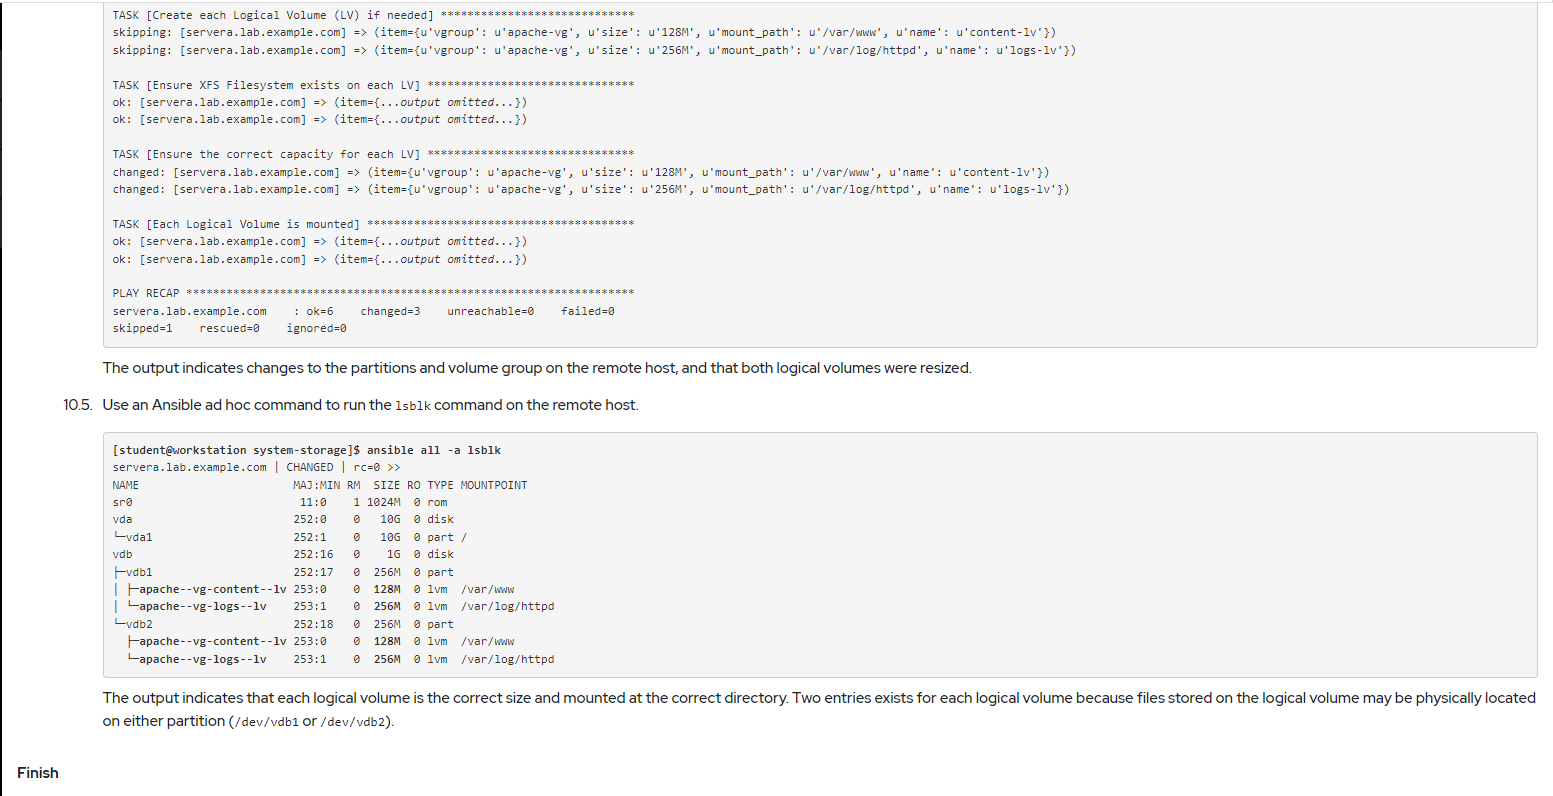 TASK [Create each Logical Volume (LV) if needed] *****************************
skipping: [servera.lab.example.com] => (item={u'vgroup': u'apache-vg', u'size': u'128M', u'mount_path': u'/var/www', u'name': u'content-lv'})
skipping: [servera.lab.example.com] => (item={u'vgroup': u'apache-vg', u'size': u'256M', u'mount_path': u'/var/log/httpd', u'name': u'logs-lv'})
TASK [Ensure XFS Filesystem exists on each LV] *******************************
ok: [servera.lab.example.com] => (item={...output omitted...})
ok: [servera.lab.example.com] => (item={...output omitted...})
TASK [Ensure the correct capacity for each LV] *******************************
changed: [servera.lab.example.com] => (item={u'vgroup': u'apache-vg', u'size': u'128M', u'mount_path': u'/var/www', u'name': u'content-lv'})
changed: [servera.lab.example.com] => (item={u'vgroup': u'apache-vg', u'size': u'256M', u'mount_path': u'/var/log/httpd', u'name': u'logs-lv'})
TASK [Each Logical Volume is mounted] ****************************************
ok: [servera.lab.example.com] => (item={...output omitted...})
ok: [servera.lab.example.com] => (item={...output omitted...})
PLAY RECAP *******************************************************************
servera.lab.example.com    : ok=6    changed=3    unreachable=0    failed=0
skipped=1    rescued=0    ignored=0
The output indicates changes to the partitions and volume group on the remote host, and that both logical volumes were resized.
10.5. Use an Ansible ad hoc command to run the lsblk command on the remote host.
[student@workstation system-storage]$ ansible all -a lsblk
servera.lab.example.com | CHANGED | rc=0 >>
NAME                       MAJ:MIN RM  SIZE RO TYPE MOUNTPOINT
sr0                         11:0    1 1024M  0 rom
vda                        252:0    0   10G  0 disk
└─vda1                     252:1    0   10G  0 part /
vdb                        252:16   0    1G  0 disk
├─vdb1                     252:17   0  256M  0 part
│ ├─apache--vg-content--lv 253:0    0  128M  0 lvm  /var/www
│ └─apache--vg-logs--lv    253:1    0  256M  0 lvm  /var/log/httpd
└─vdb2                     252:18   0  256M  0 part
  ├─apache--vg-content--lv 253:0    0  128M  0 lvm  /var/www
  └─apache--vg-logs--lv    253:1    0  256M  0 lvm  /var/log/httpd
The output indicates that each logical volume is the correct size and mounted at the correct directory. Two entries exists for each logical volume because files stored on the logical volume may be physically located
on either partition (/dev/vdb1 or /dev/vdb2).
Finish